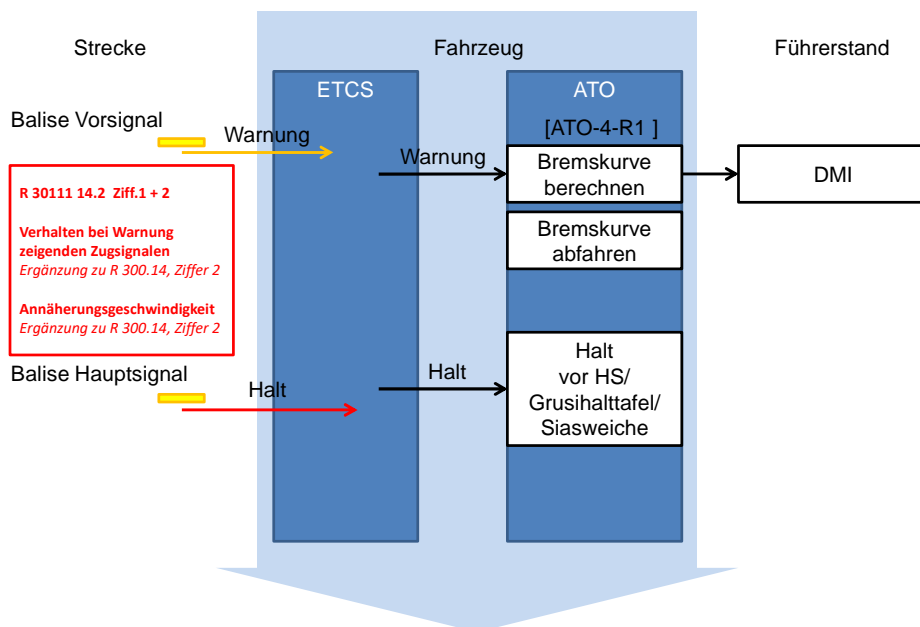 Strecke
Fahrzeug
Führerstand
ETCS
ATO
Balise Vorsignal
[ATO-4-R1 ]
Warnung
Warnung
Bremskurve
berechnen
DMI
R 30111 14.2 Ziff.1 + 2
Verhalten bei Warnung
zeigenden Zugsignalen
Ergänzung zu R 300.14, Ziffer 2
Annäherungsgeschwindigkeit
Ergänzung zu R 300.14, Ziffer 2
Bremskurve
abfahren
Balise Hauptsignal
Halt
Halt
Halt
vor HS/
Grusihalttafel/
Siasweiche